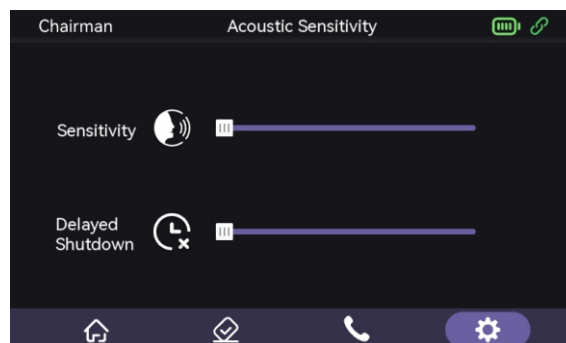 Chairman
Acoustic Sensitivity
Sensitivity
Delayed
Shutdown